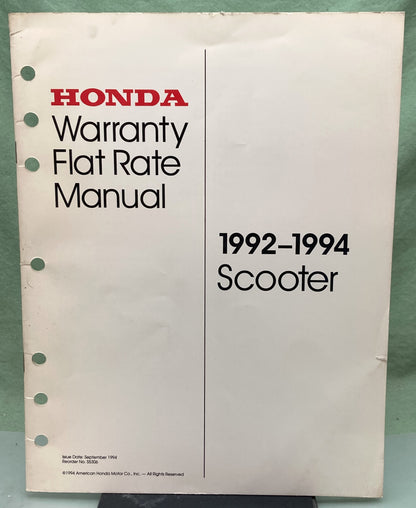 HONDA
Warranty
Flat Rate
Manual
1992–1994
Scooter
Issue Date: September 1994
Reorder No. S5306
©1994 American Honda Motor Co., Inc. — All Rights Reserved